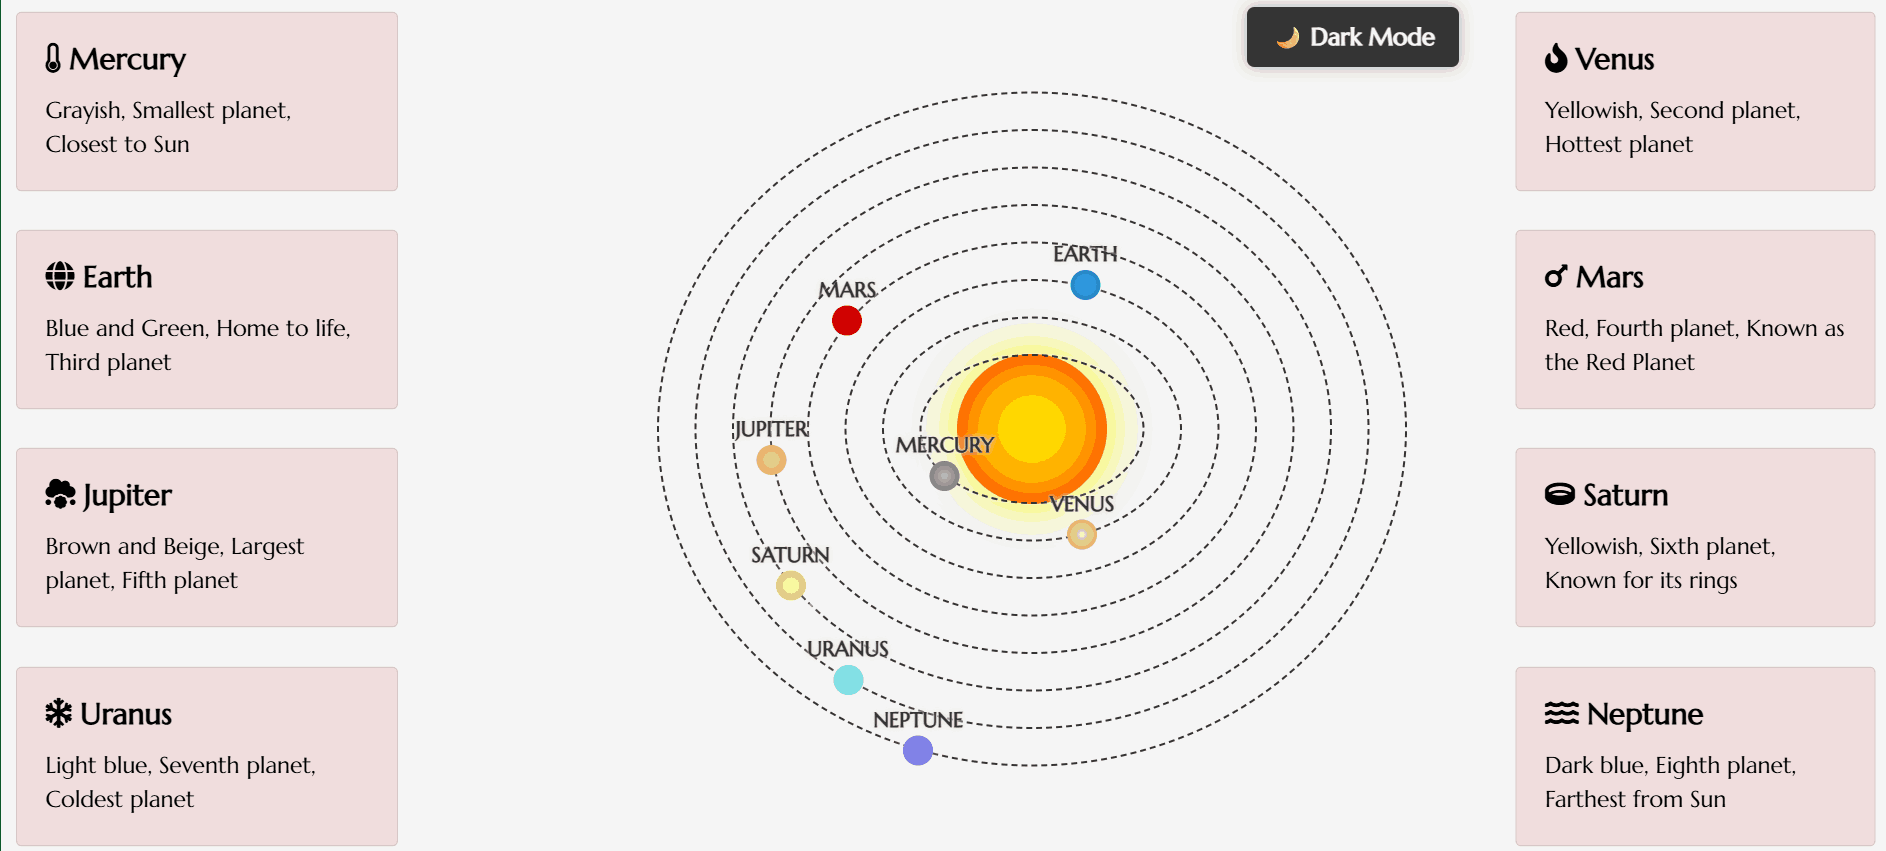 Mercury
Grayish, Smallest planet,
Closest to Sun
Earth
Blue and Green, Home to life,
Third planet
Jupiter
Brown and Beige, Largest
planet, Fifth planet
Uranus
Light blue, Seventh planet,
Coldest planet
🌙 Dark Mode
EARTH
MARS
JUPITER
MERCURY
VENUS
SATURN
URANUS
NEPTUNE
Venus
Yellowish, Second planet,
Hottest planet
Mars
Red, Fourth planet, Known as
the Red Planet
Saturn
Yellowish, Sixth planet,
Known for its rings
Neptune
Dark blue, Eighth planet,
Farthest from Sun